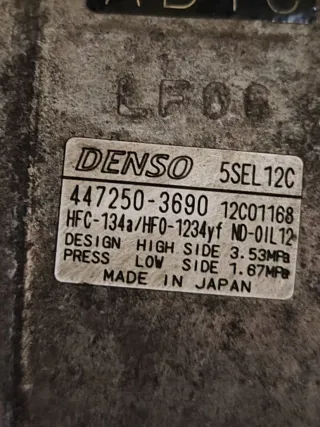 LF06
DENSO 5SEL12C
447250-3690 12C01168
HFC-134a/HFO-1234yf ND-OIL12
DESIGN HIGH SIDE 3.53MPa
PRESS LOW SIDE 1.67MPa
MADE IN JAPAN